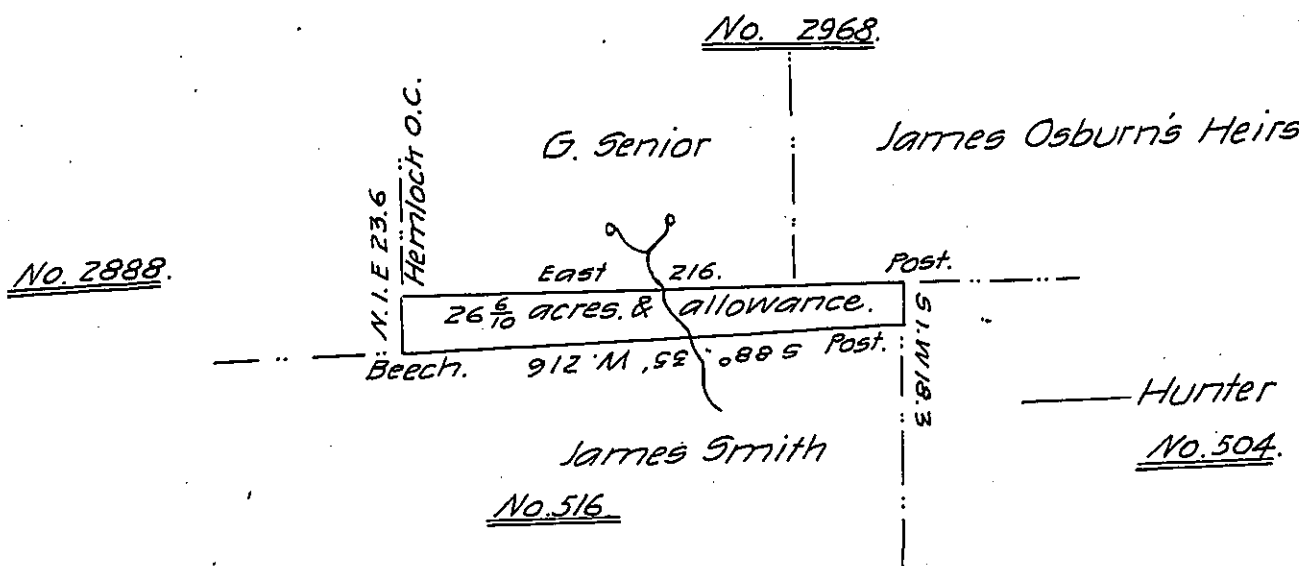 No. 2968.
G. Senior
James Osburn's Heirs
N. 1. E 23.6
Hemlock O.C.
No. 2888.
East 216.
Post.
26 6/10 acres. & allowance.
S 88°. 35' W. 216
Post.
Beech.
S 1. W 18.3
Hunter
No. 504.
James Smith
No. 516